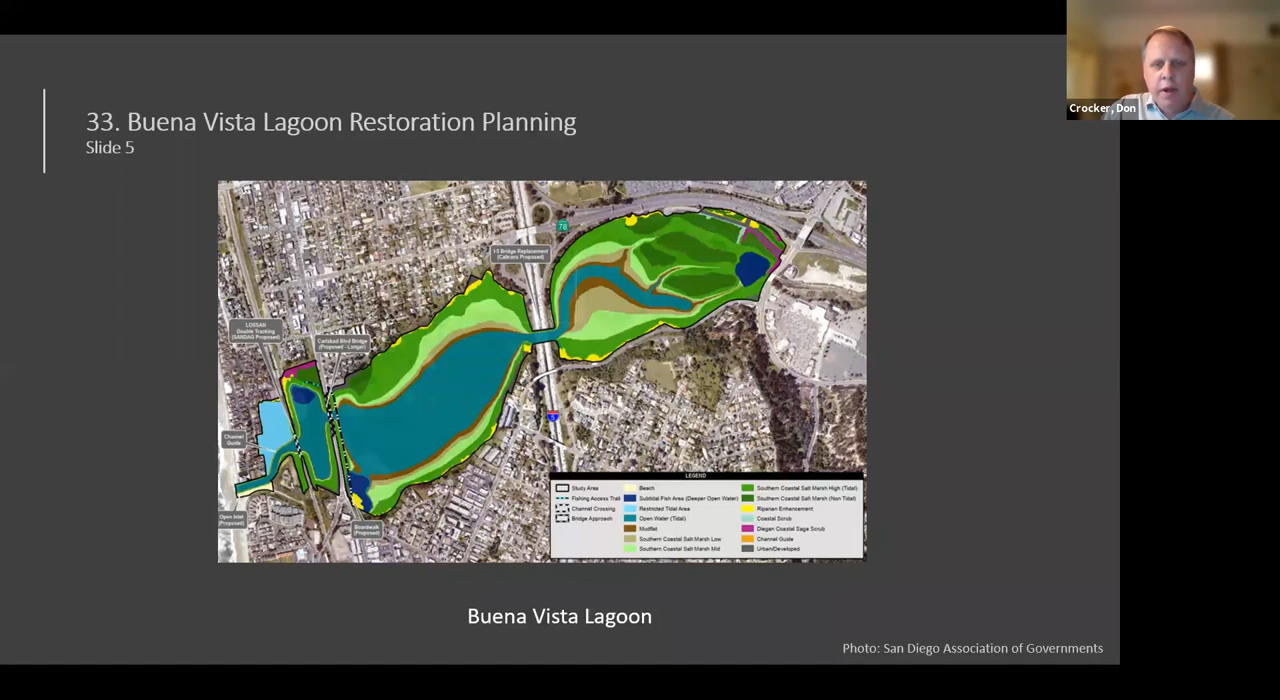 Crocker, Don
33. Buena Vista Lagoon Restoration Planning
Slide 5
78
I-5 Bridge Replacement
(Caltrans Proposed)
LOSSAN
Double Tracking
(SANDAG Proposed)
Carlsbad Blvd Bridge
(Proposed - Longer)
5
Channel
Guide
Open Inlet
(Proposed)
Boardwalk
(Proposed)
LEGEND
Study Area
Fishing Access Trail
Channel Crossing
Bridge Approach
Beach
Subtidal Fish Area (Deeper Open Water)
Restricted Tidal Area
Open Water (Tidal)
Mudflat
Southern Coastal Salt Marsh Low
Southern Coastal Salt Marsh Mid
Southern Coastal Salt Marsh High (Tidal)
Southern Coastal Salt Marsh (Non Tidal)
Riparian Enhancement
Coastal Scrub
Diegan Coastal Sage Scrub
Channel Guide
Urban/Developed
Buena Vista Lagoon
Photo: San Diego Association of Governments